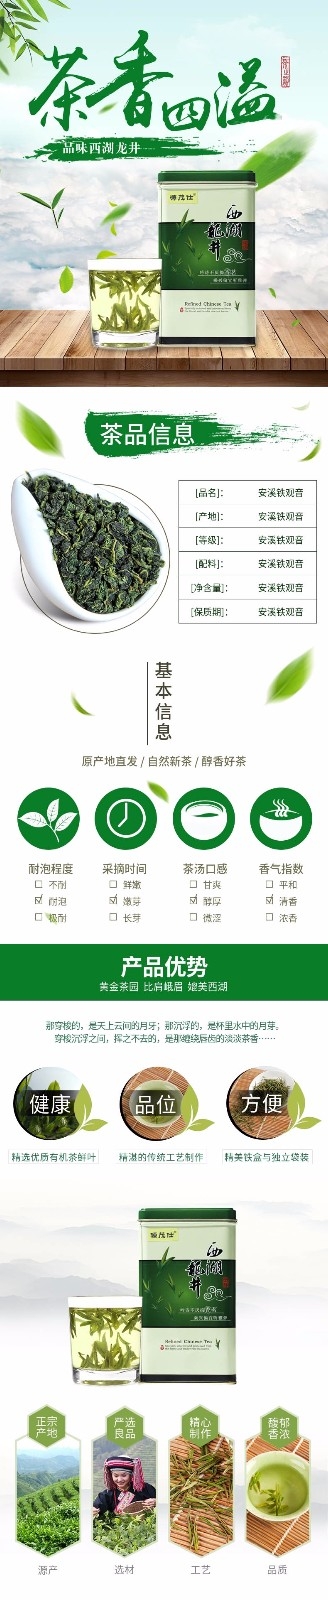 茶香四溢
品味西湖龙井
西湖
龙井
Refined Chinese Tea
茶品信息
[品名]: 安溪铁观音
[产地]: 安溪铁观音
[等级]: 安溪铁观音
[配料]: 安溪铁观音
[净含量]: 安溪铁观音
[保质期]: 安溪铁观音
基本信息
原产地直发 / 自然新茶 / 醇香好茶
耐泡程度 采摘时间 茶汤口感 香气指数
不耐 鲜嫩 甘爽 平和
耐泡 嫩芽 醇厚 清香
极耐 长芽 微涩 浓香
产品优势
黄金茶园 比肩峨眉 媲美西湖
那穿梭的，是天上云间的月牙；那沉浮的，是杯里水中的月芽。
穿梭沉浮之间，挥之不去的，是那缠绕唇齿的淡淡茶香……
健康 品位 方便
精选优质有机茶鲜叶 精湛的传统工艺制作 精美铁盒与独立袋装
西湖
龙井
Refined Chinese Tea
正宗 严选 精心 馥郁
产地 良品 制作 香浓
源产 选材 工艺 品质